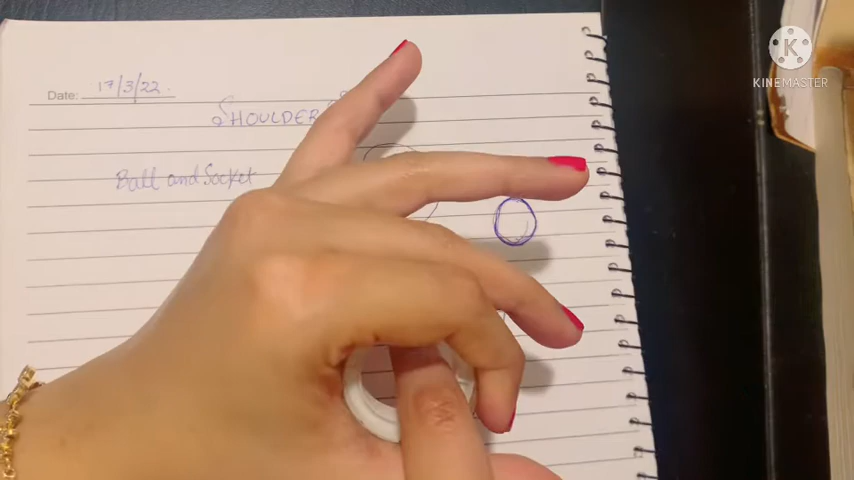 Date: 17/3/22.
SHOULDER
Ball and Socket
KINEMASTER